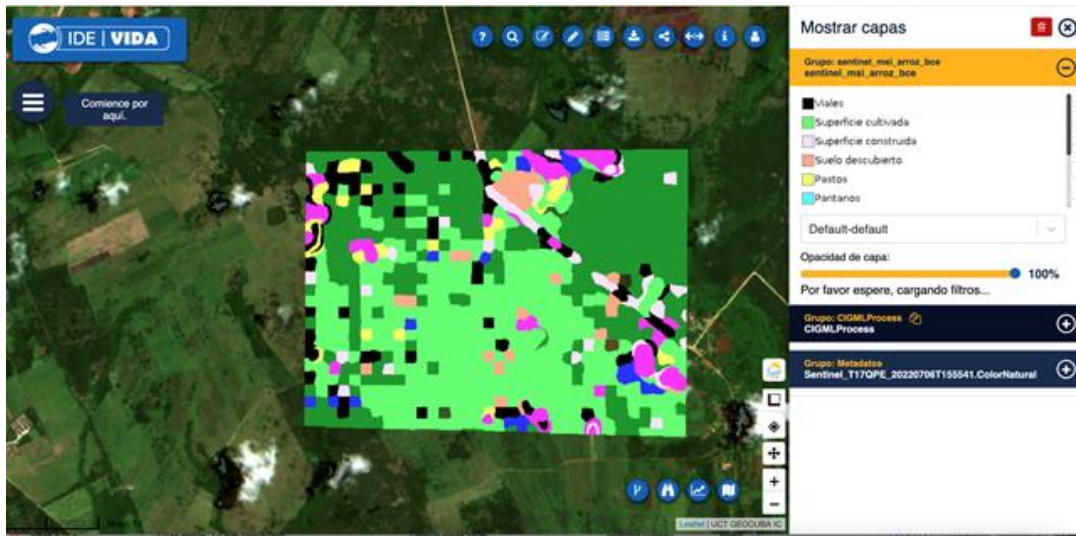 IDE | VIDA
Comience por
aquí.
Mostrar capas
Grupo: sentinel_msi_arroz_bce
sentinel_msi_arroz_bce
Viales
Superficie cultivada
Superficie construida
Suelo descubierto
Pastos
Pantanos
Default-default
Opacidad de capa:
100%
Por favor espere, cargando filtros...
Grupo: CIGMLProcess
CIGMLProcess
Grupo: Metadatos
Sentinel_T17QPE_20220706T155541.ColorNatural
Leaflet | UCT GEOCUBA IC